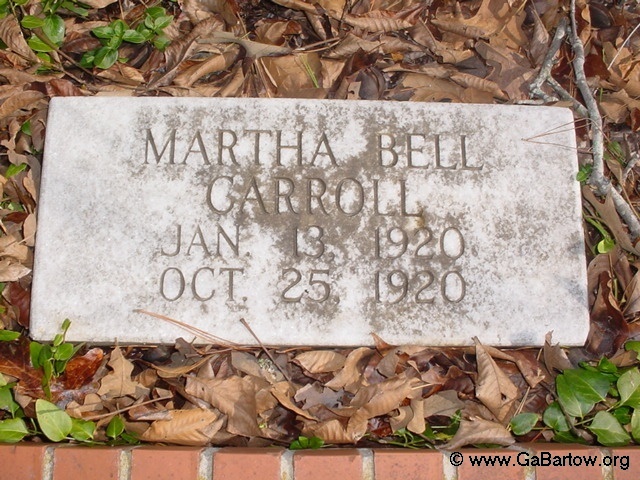 MARTHA BELL
CARROLL
JAN. 13, 1920
OCT. 25, 1920
© www.GaBartow.org